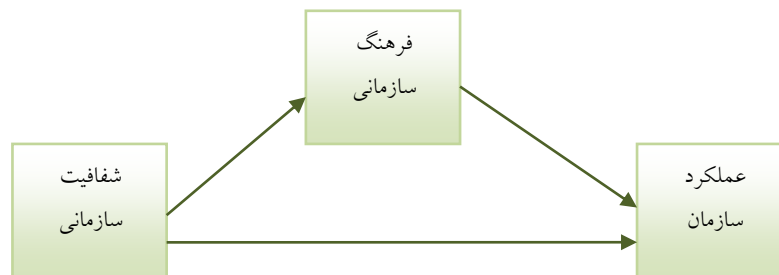 فرهنگ
سازمانی
شفافیت
سازمانی
عملکرد
سازمان